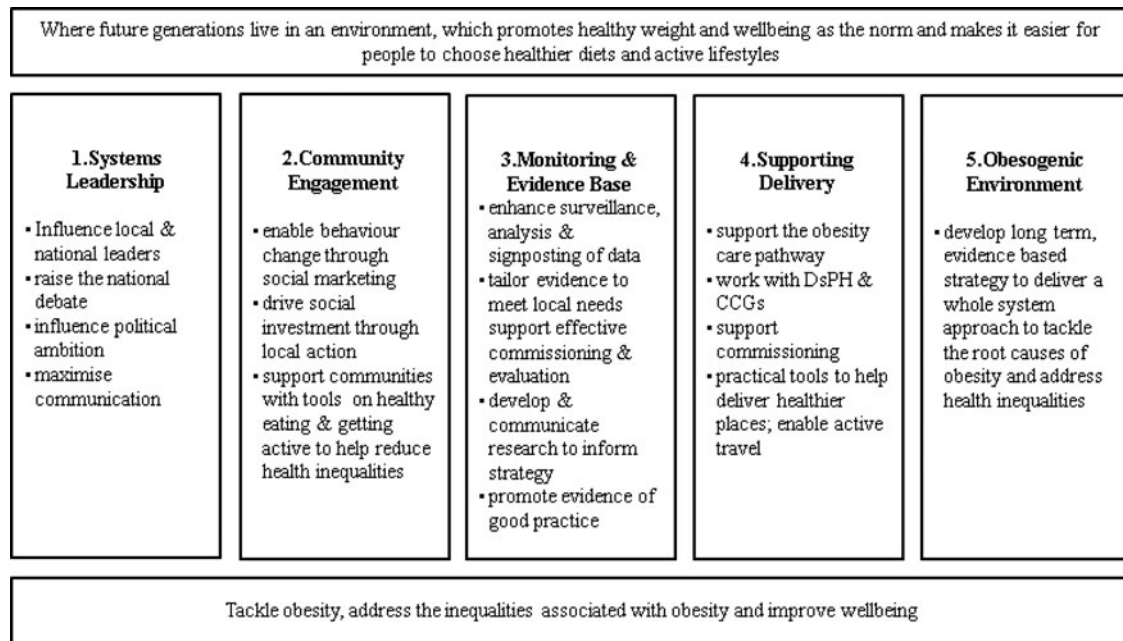 Where future generations live in an environment, which promotes healthy weight and wellbeing as the norm and makes it easier for
people to choose healthier diets and active lifestyles
1.Systems
Leadership
▪ Influence local &
national leaders
▪ raise the national
debate
▪ influence political
ambition
▪ maximise
communication
2.Community
Engagement
▪ enable behaviour
change through
social marketing
▪ drive social
investment through
local action
▪ support communities
with tools on healthy
eating & getting
active to help reduce
health inequalities
3.Monitoring &
Evidence Base
▪ enhance surveillance,
analysis &
signposting of data
▪ tailor evidence to
meet local needs
support effective
commissioning &
evaluation
▪ develop &
communicate
research to inform
strategy
▪ promote evidence of
good practice
4.Supporting
Delivery
▪ support the obesity
care pathway
▪ work with DsPH &
CCGs
▪ support
commissioning
▪ practical tools to help
deliver healthier
places; enable active
travel
5.Obesogenic
Environment
▪ develop long term,
evidence based
strategy to deliver a
whole system
approach to tackle
the root causes of
obesity and address
health inequalities
Tackle obesity, address the inequalities associated with obesity and improve wellbeing